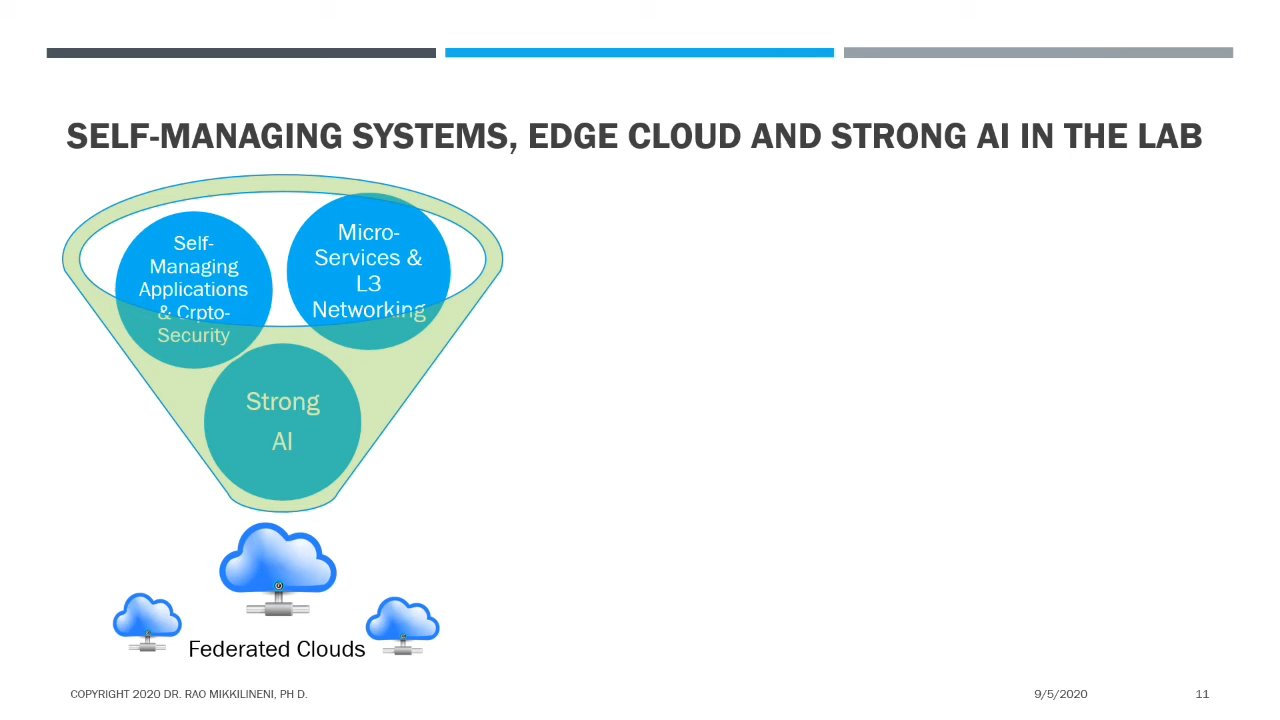 SELF-MANAGING SYSTEMS, EDGE CLOUD AND STRONG AI IN THE LAB
Self-
Managing
Applications
& Crpto-
Security
Micro-
Services &
L3
Networking
Strong
AI
Federated Clouds
COPYRIGHT 2020 DR. RAO MIKKILINENI, PH D.
9/5/2020
11